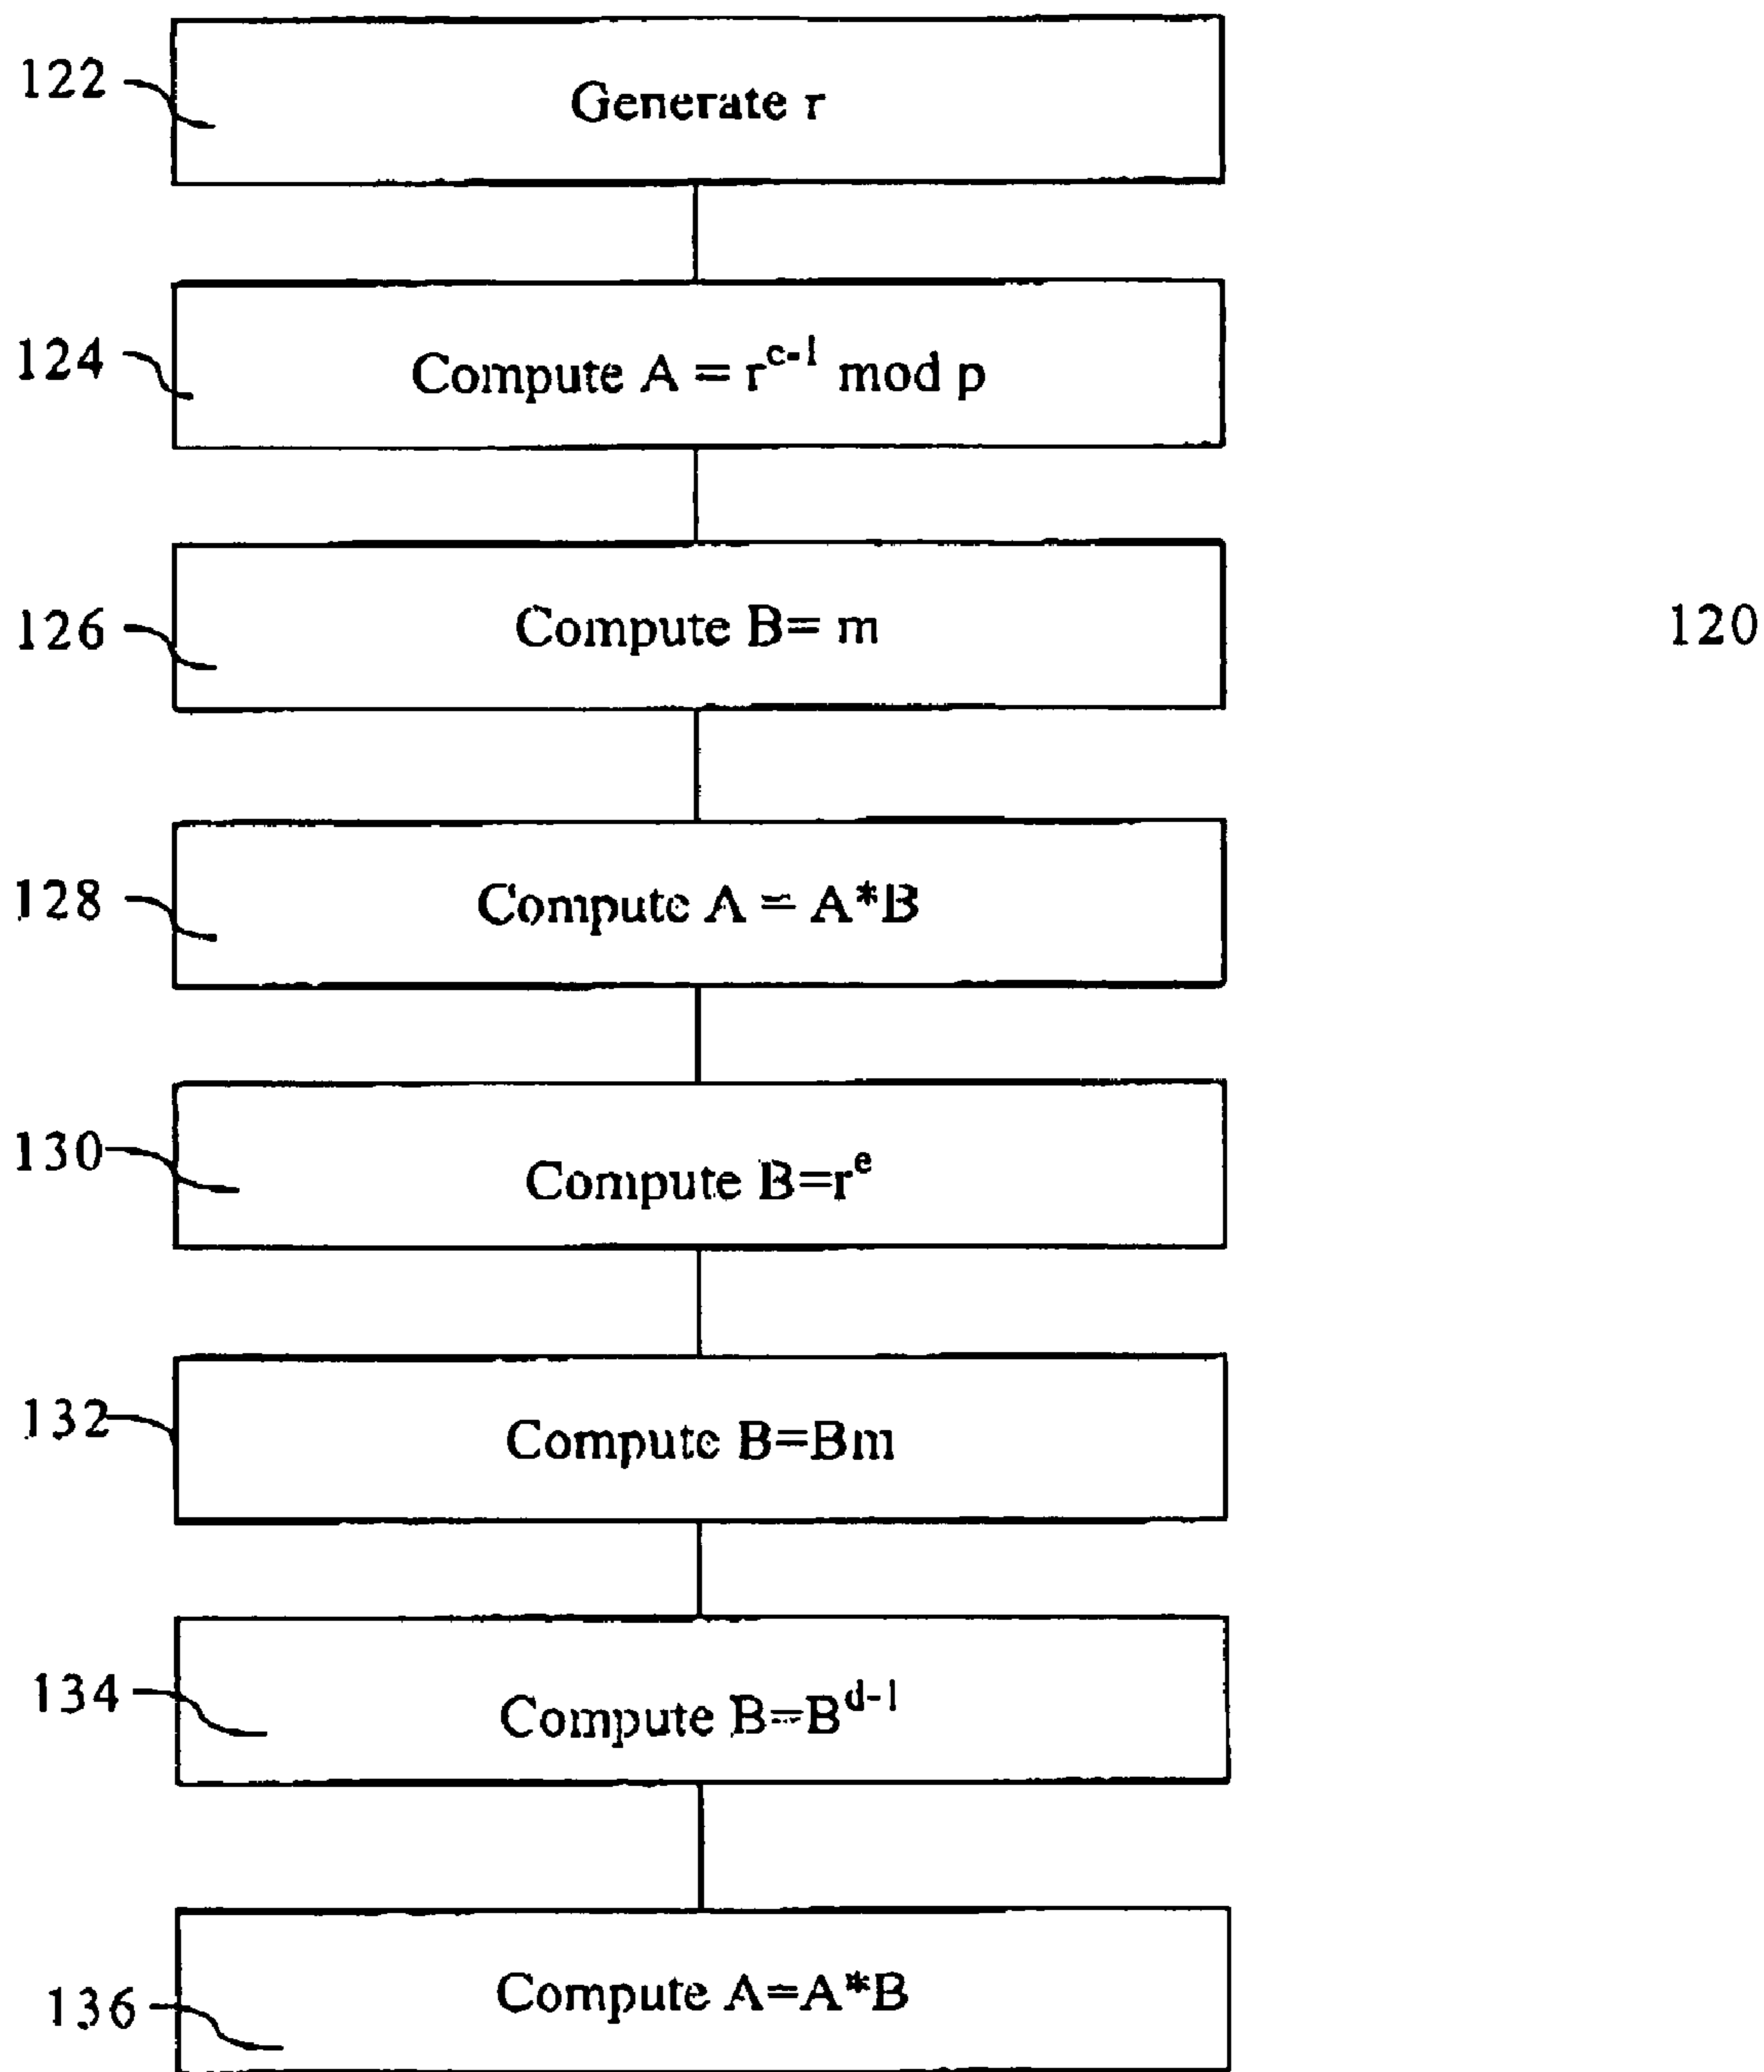 122 Generate r
124 Compute A = r^c-1 mod p
126 Compute B= m
120
128 Compute A = A*B
130 Compute B=r^e
132 Compute B=Bm
134 Compute B=B^d-1
136 Compute A=A*B